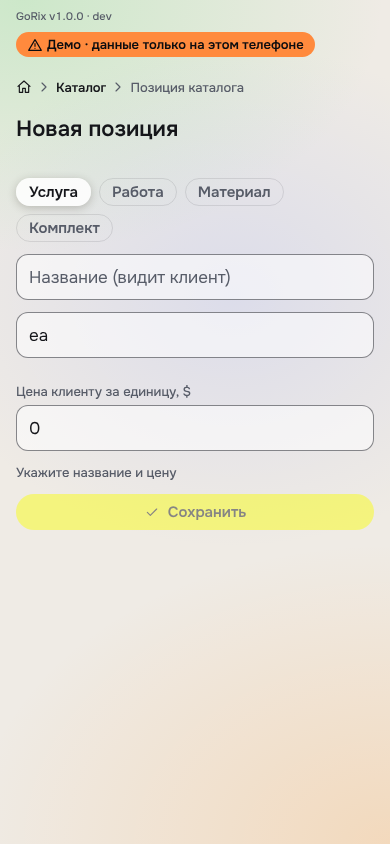 GoRix v1.0.0 · dev
Демо · данные только на этом телефоне
Каталог
Позиция каталога
Новая позиция
Услуга
Работа
Материал
Комплект
Название (видит клиент)
ea
Цена клиенту за единицу, $
0
Укажите название и цену
Сохранить